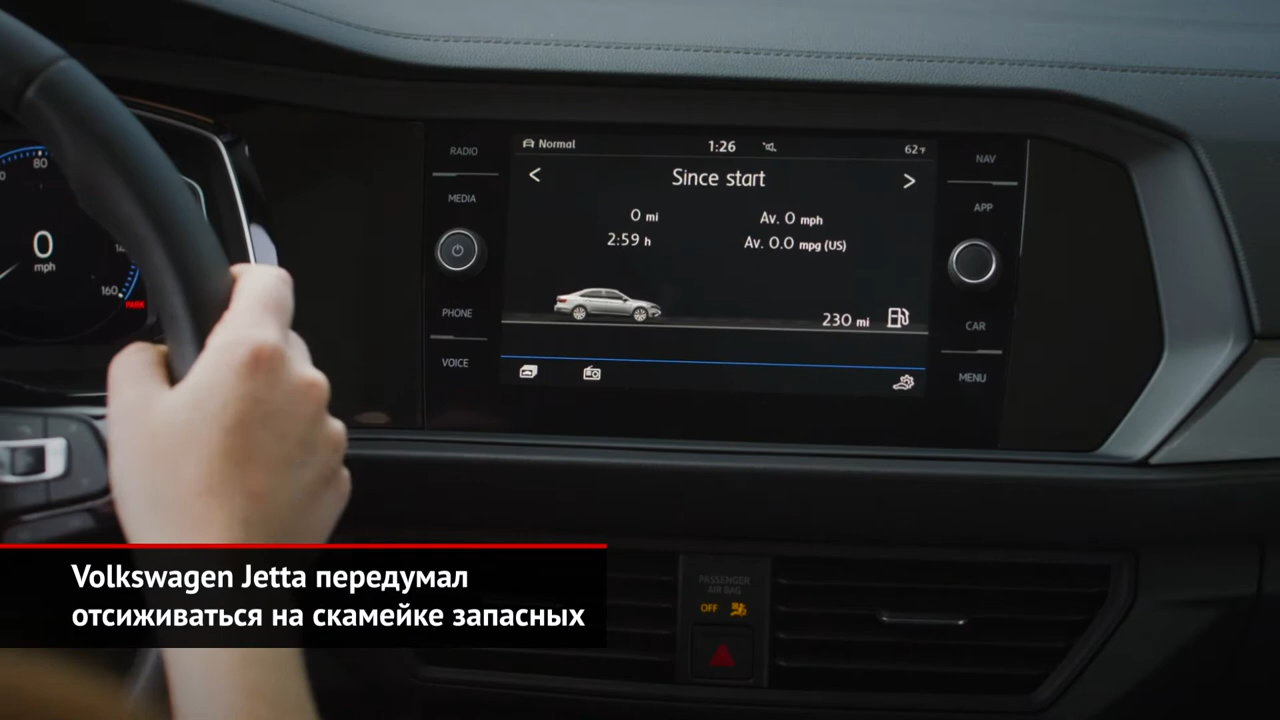 80
0
mph
160
PARK
RADIO
MEDIA
PHONE
VOICE
Normal
1:26
62°F
< Since start >
0 mi
Av. 0 mph
2:59 h
Av. 0.0 mpg (US)
230 mi
NAV
APP
CAR
MENU
PASSENGER
AIR BAG
OFF
Volkswagen Jetta передумал
отсиживаться на скамейке запасных